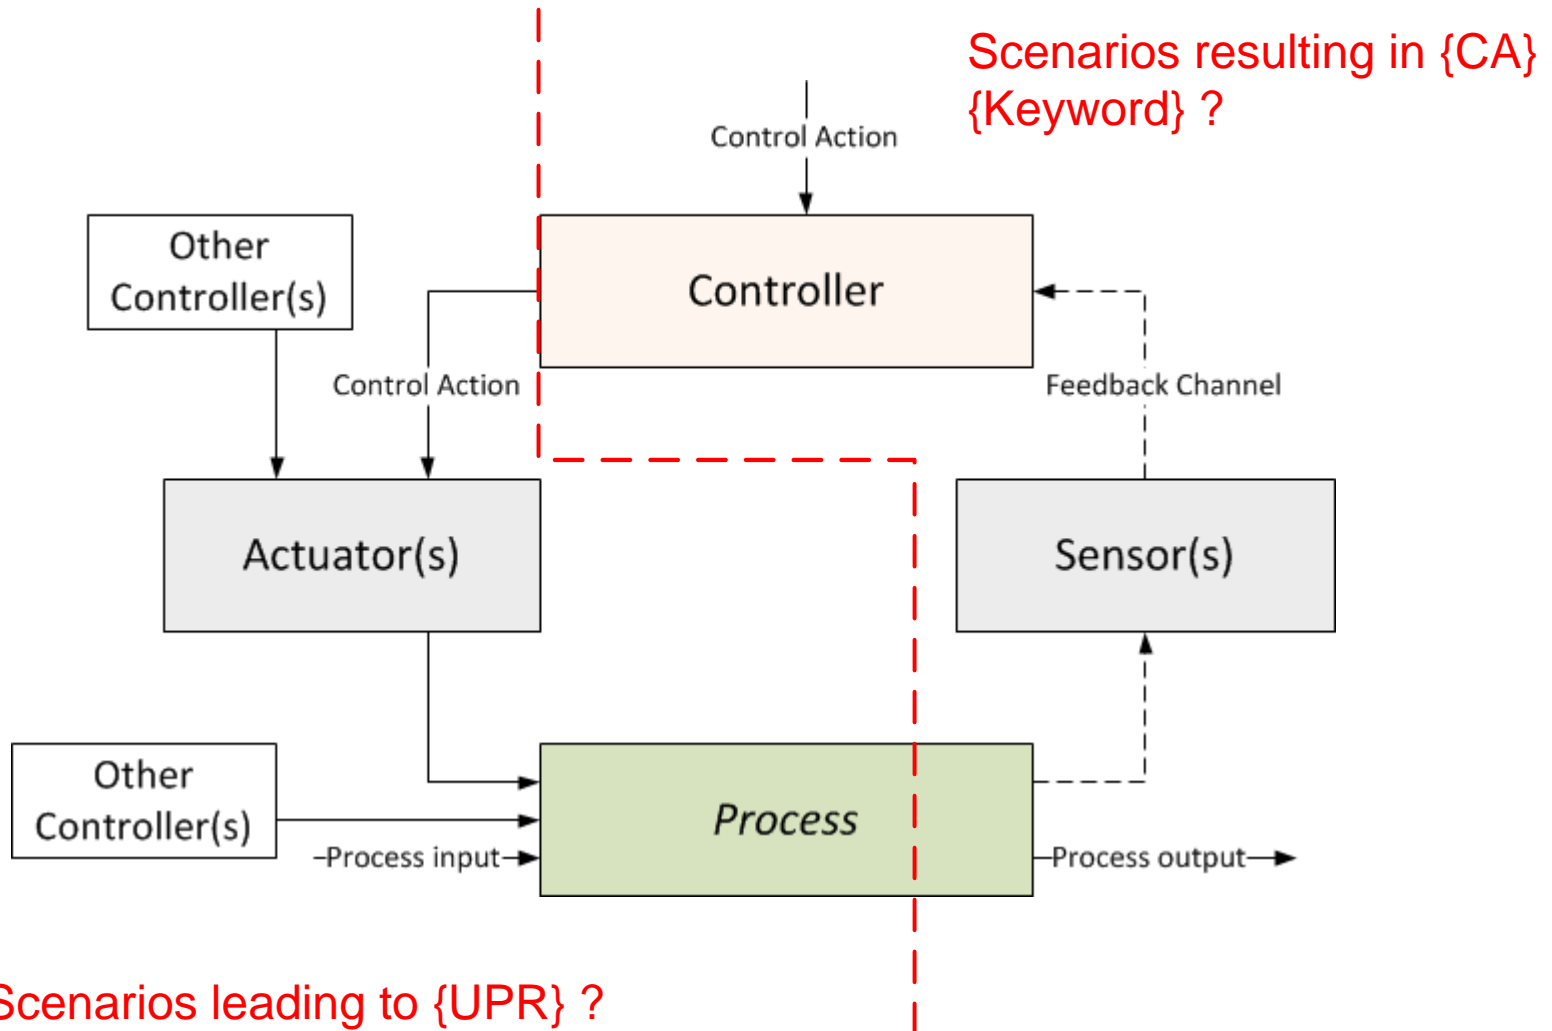 Scenarios resulting in {CA}
{Keyword} ?
Control Action
Other
Controller(s)
Controller
Control Action
Feedback Channel
Actuator(s)
Sensor(s)
Other
Controller(s)
Process
Process input
Process output
Scenarios leading to {UPR} ?